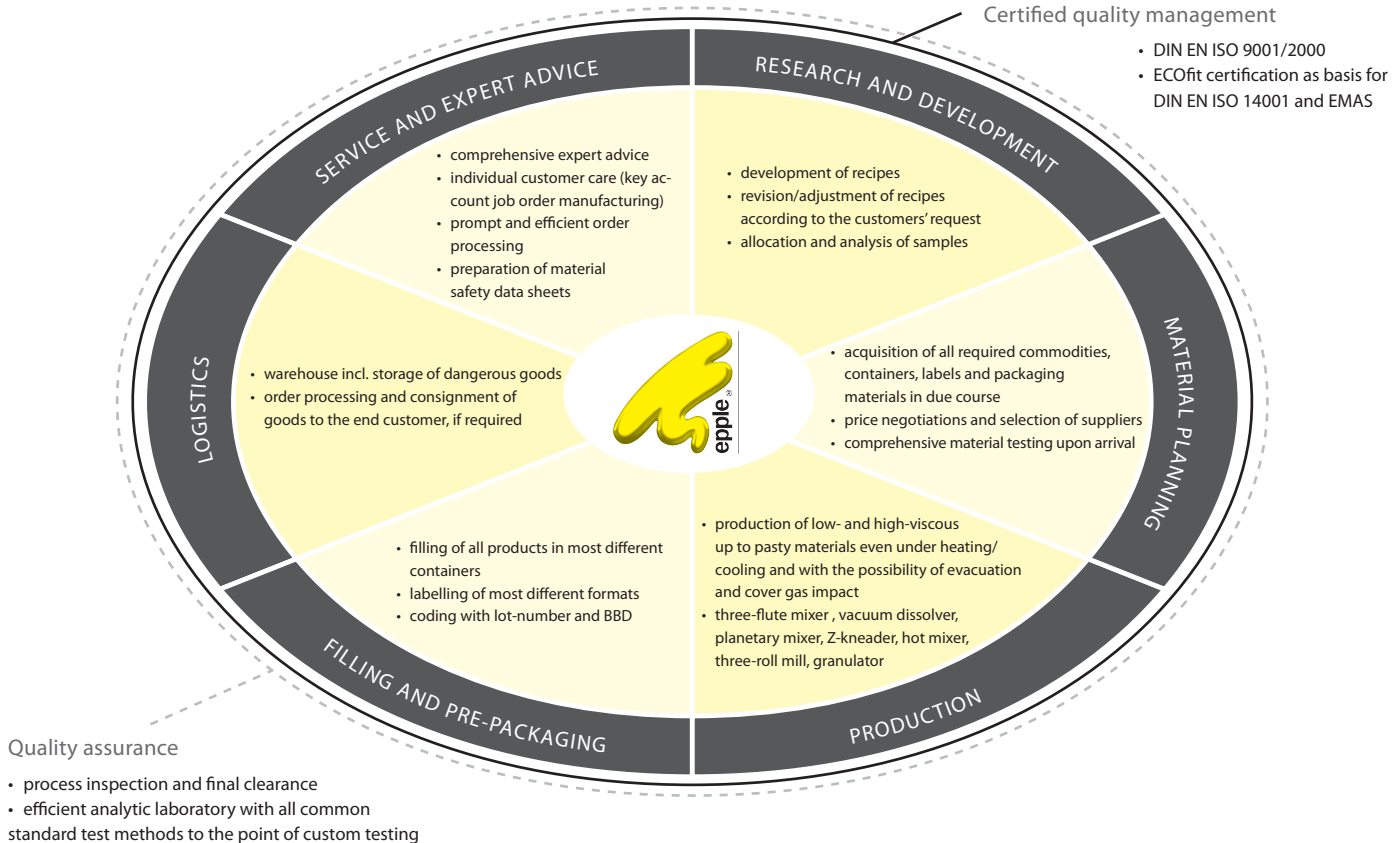 Certified quality management
• DIN EN ISO 9001/2000
• ECOfit certification as basis for
DIN EN ISO 14001 and EMAS
SERVICE AND EXPERT ADVICE
• comprehensive expert advice
• individual customer care (key ac-
count job order manufacturing)
• prompt and efficient order
processing
• preparation of material
safety data sheets
RESEARCH AND DEVELOPMENT
• development of recipes
• revision/adjustment of recipes
according to the customers' request
• allocation and analysis of samples
MATERIAL PLANNING
• acquisition of all required commodities,
containers, labels and packaging
materials in due course
• price negotiations and selection of suppliers
• comprehensive material testing upon arrival
PRODUCTION
• production of low- and high-viscous
up to pasty materials even under heating/
cooling and with the possibility of evacuation
and cover gas impact
• three-flute mixer , vacuum dissolver,
planetary mixer, Z-kneader, hot mixer,
three-roll mill, granulator
FILLING AND PRE-PACKAGING
• filling of all products in most different
containers
• labelling of most different formats
• coding with lot-number and BBD
LOGISTICS
• warehouse incl. storage of dangerous goods
• order processing and consignment of
goods to the end customer, if required
epple ®
Quality assurance
• process inspection and final clearance
• efficient analytic laboratory with all common
standard test methods to the point of custom testing